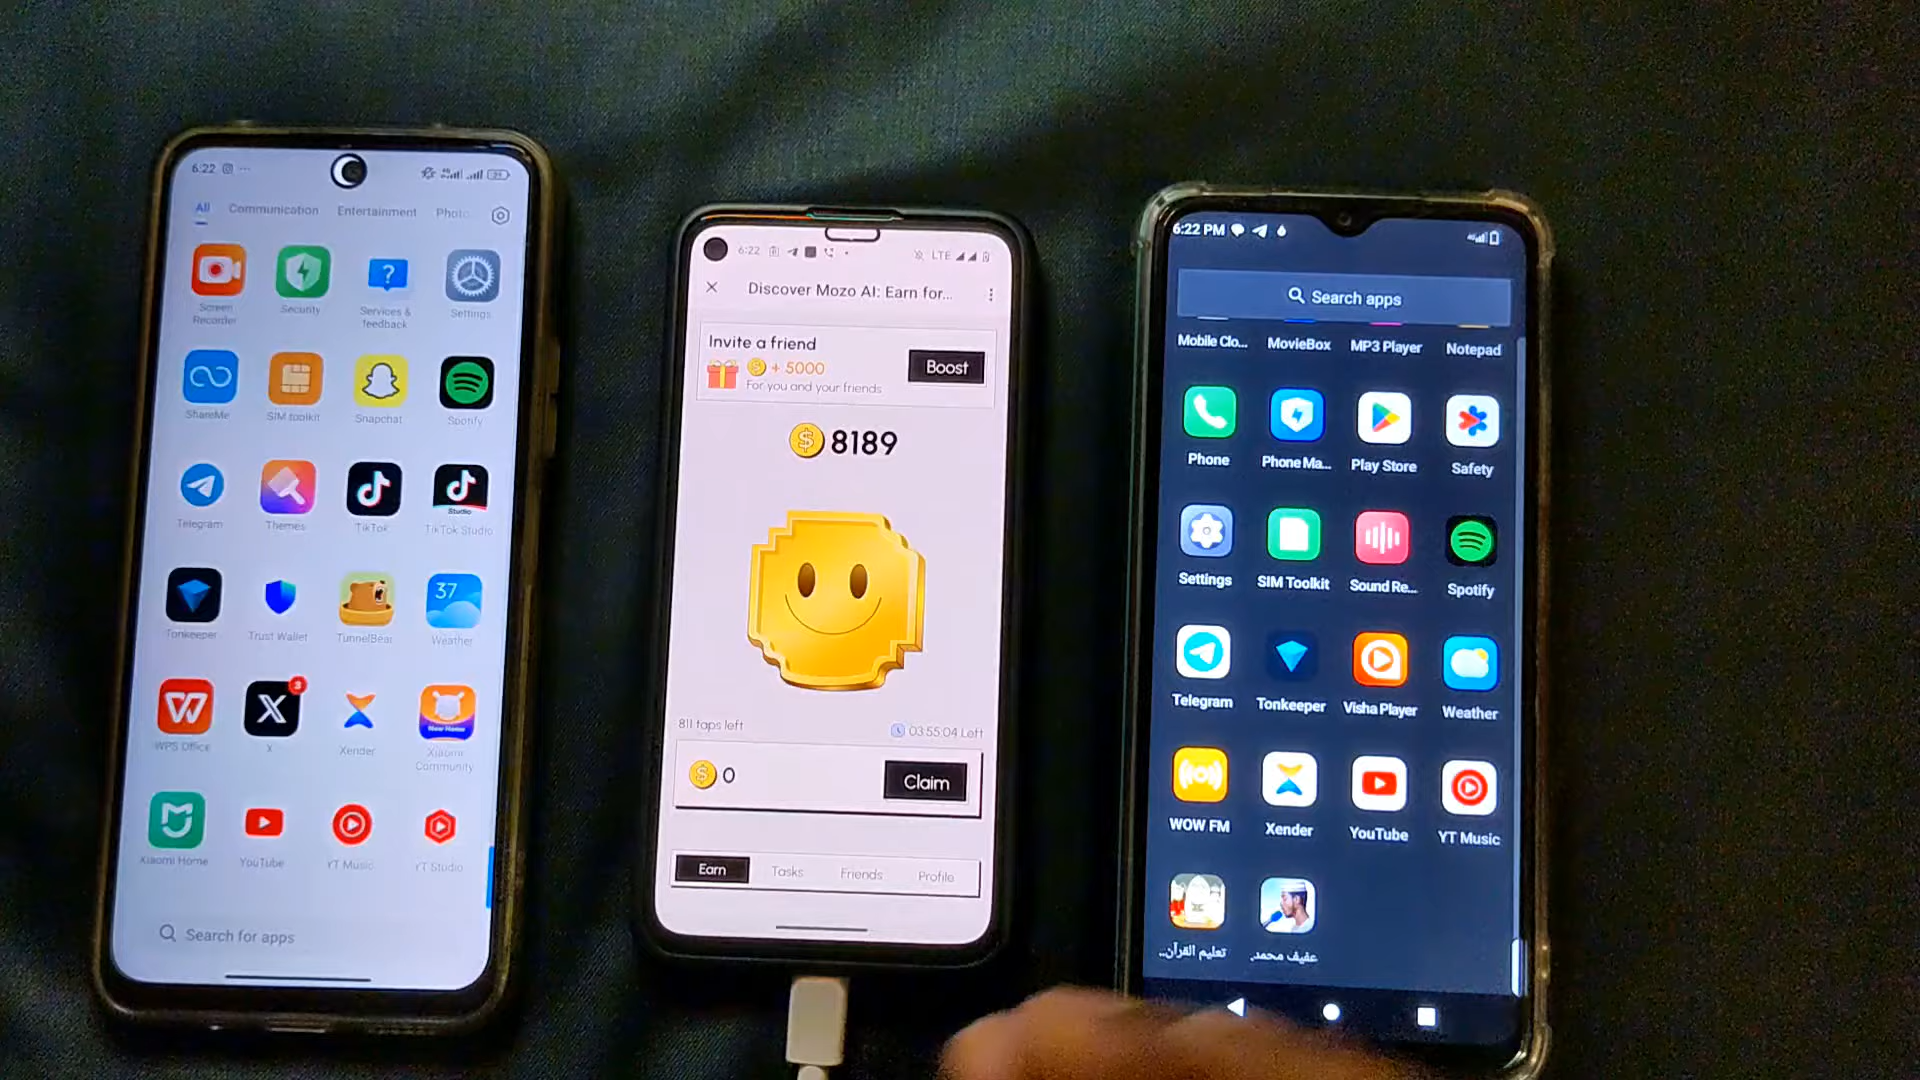 6:22
All Communication Entertainment Photo
Screen
Recorder
Security
Services &
feedback
Settings
ShareMe
SIM toolkit
Snapchat
Spotify
Telegram
Themes
TikTok
Studio
TikTok Studio
Tonkeeper
Trust Wallet
TunnelBear
37
Weather
3
WPS Office
X
Xender
New Home
Xiaomi
Community
Xiaomi Home
YouTube
YT Music
YT Studio
Search for apps
6:22
LTE
Discover Mozo AI: Earn for...
Invite a friend
+ 5000
For you and your friends
Boost
8189
811 taps left
03:55:04 Left
0
Claim
Earn Tasks Friends Profile
6:22 PM
Search apps
Mobile Clo...
MovieBox
MP3 Player
Notepad
Phone
Phone Ma...
Play Store
Safety
Settings
SIM Toolkit
Sound Re...
Spotify
Telegram
Tonkeeper
Visha Player
Weather
WOW FM
Xender
YouTube
YT Music
تعليم القرآن..
عفيف محمد.